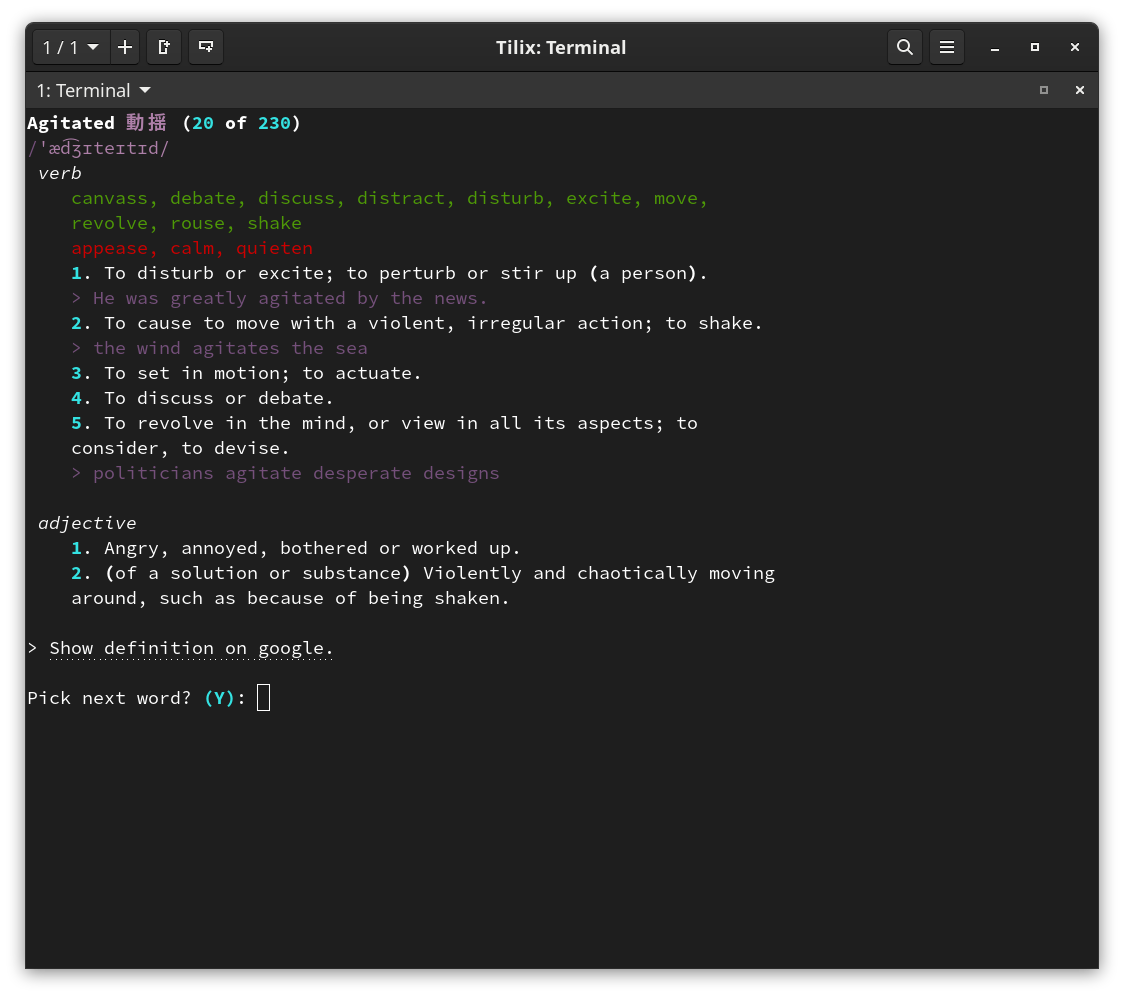 1 / 1
Tilix: Terminal
1: Terminal
Agitated 動揺 (20 of 230)
/ˈæd͡ʒɪteɪtɪd/
verb
canvass, debate, discuss, distract, disturb, excite, move,
revolve, rouse, shake
appease, calm, quieten
1. To disturb or excite; to perturb or stir up (a person).
> He was greatly agitated by the news.
2. To cause to move with a violent, irregular action; to shake.
> the wind agitates the sea
3. To set in motion; to actuate.
4. To discuss or debate.
5. To revolve in the mind, or view in all its aspects; to
consider, to devise.
> politicians agitate desperate designs
adjective
1. Angry, annoyed, bothered or worked up.
2. (of a solution or substance) Violently and chaotically moving
around, such as because of being shaken.
> Show definition on google.
Pick next word? (Y):